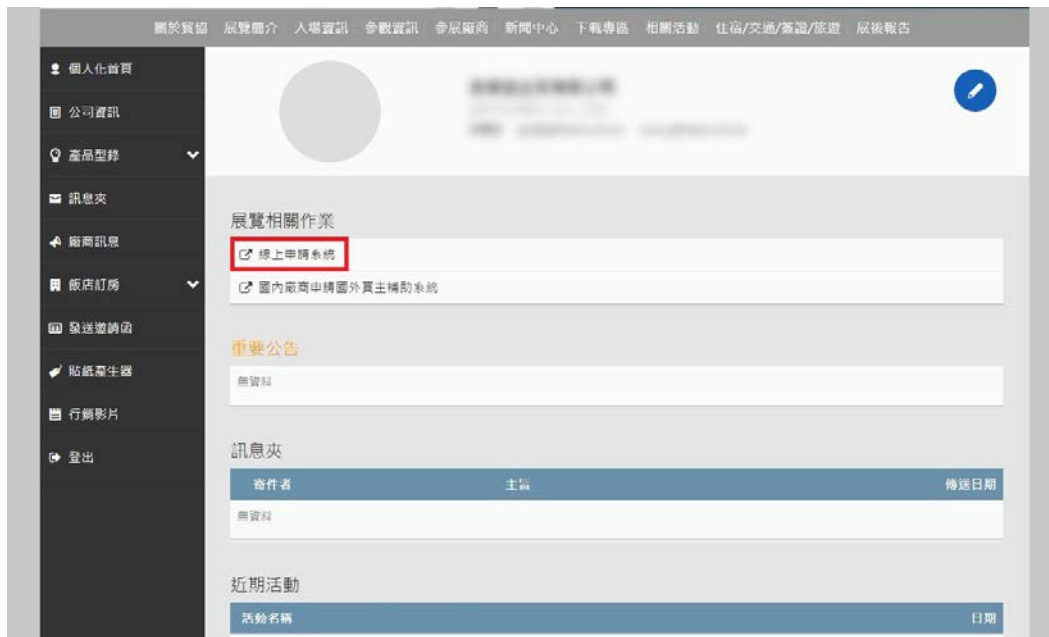 關於貿協 展覽簡介 入場資訊 參觀資訊 參展廠商 新聞中心 下載專區 相關活動 住宿/交通/簽證/旅遊 展後報告
個人化首頁
公司資訊
產品型錄
訊息夾
廠商訊息
飯店訂房
發送邀請函
貼紙產生器
行銷影片
登出
展覽相關作業
線上申請系統
國內廠商申請國外買主補助系統
重要公告
無資料
訊息夾
寄件者 主旨 傳送日期
無資料
近期活動
活動名稱 日期